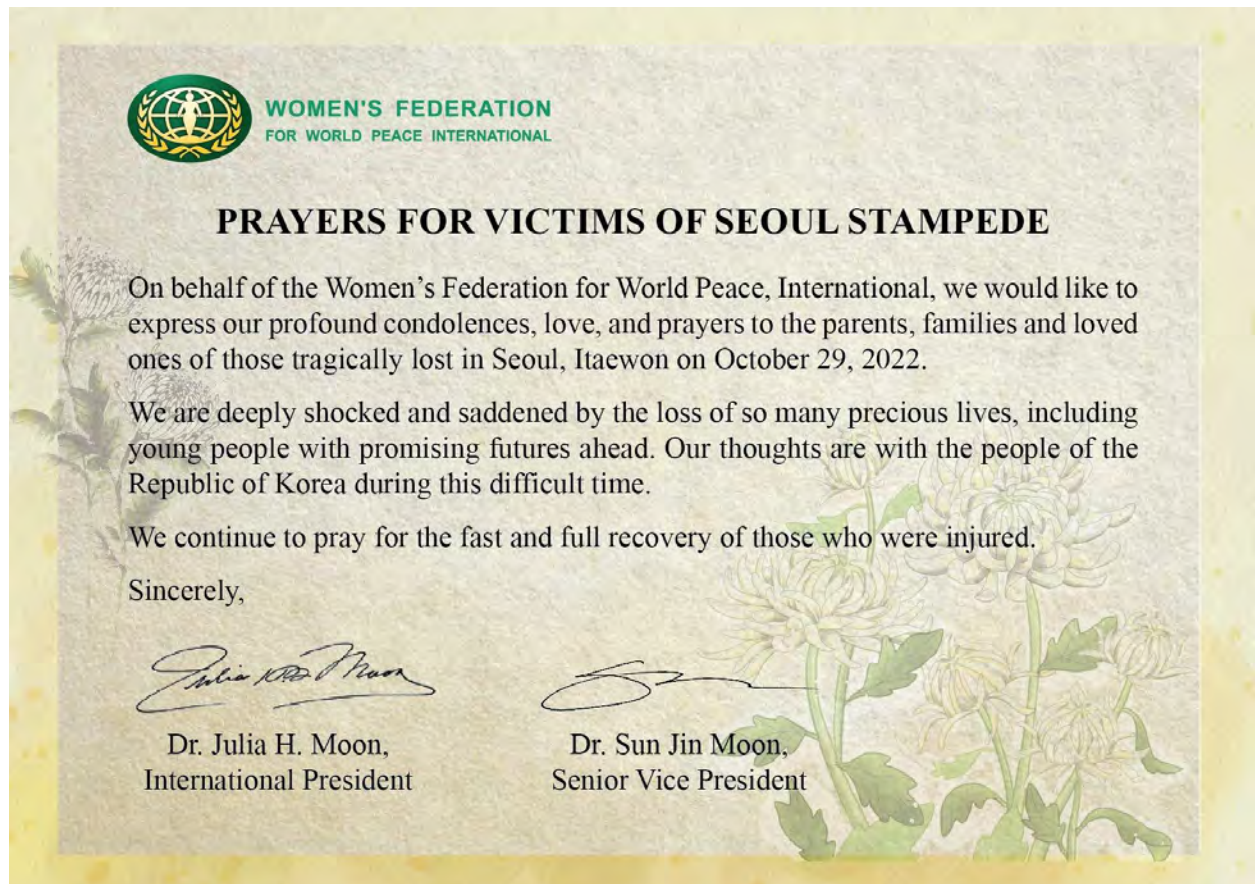 WOMEN'S FEDERATION
FOR WORLD PEACE INTERNATIONAL
PRAYERS FOR VICTIMS OF SEOUL STAMPEDE
On behalf of the Women’s Federation for World Peace, International, we would like to
express our profound condolences, love, and prayers to the parents, families and loved
ones of those tragically lost in Seoul, Itaewon on October 29, 2022.
We are deeply shocked and saddened by the loss of so many precious lives, including
young people with promising futures ahead. Our thoughts are with the people of the
Republic of Korea during this difficult time.
We continue to pray for the fast and full recovery of those who were injured.
Sincerely,
Dr. Julia H. Moon,
International President
Dr. Sun Jin Moon,
Senior Vice President